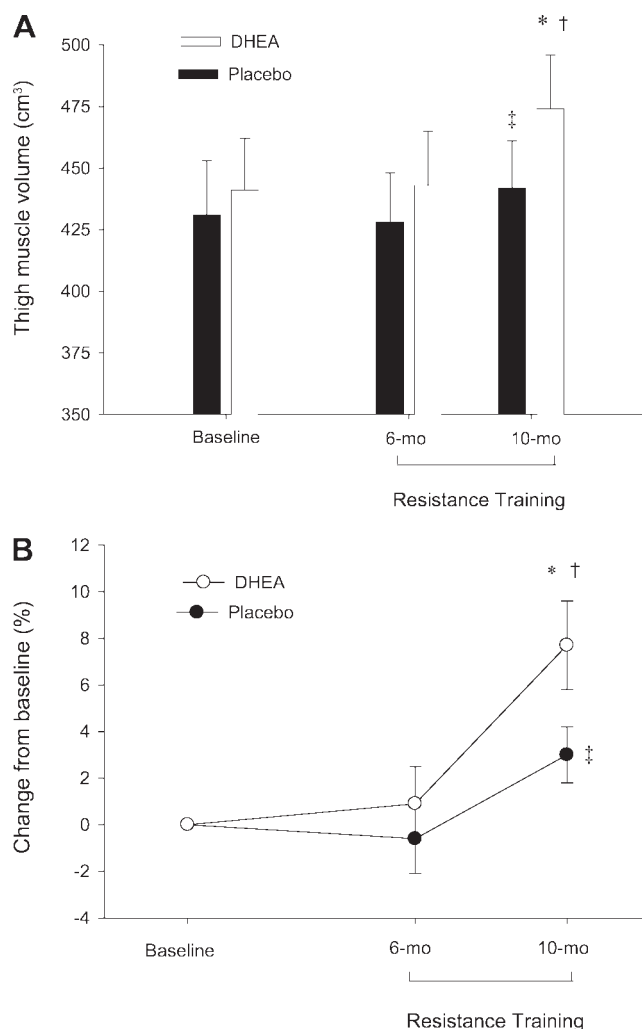 A
Thigh muscle volume (cm³)
500
475
450
425
400
375
350
DHEA
Placebo
* †
‡
Baseline
6-mo
10-mo
Resistance Training
B
Change from baseline (%)
12
10
8
6
4
2
0
-2
-4
DHEA
Placebo
* †
‡
Baseline
6-mo
10-mo
Resistance Training